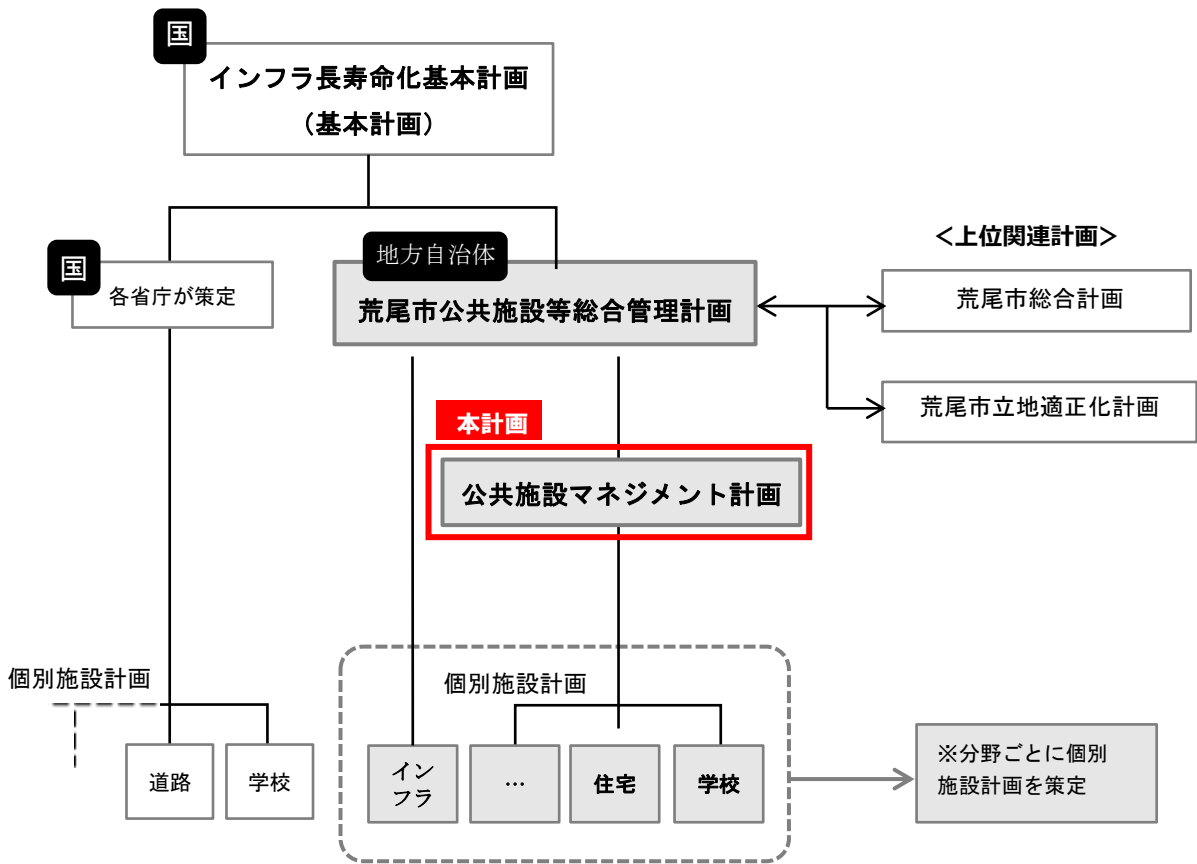 国
インフラ長寿命化基本計画
（基本計画）
国
各省庁が策定
地方自治体
荒尾市公共施設等総合管理計画
＜上位関連計画＞
荒尾市総合計画
荒尾市立地適正化計画
本計画
公共施設マネジメント計画
個別施設計画
道路
学校
個別施設計画
イン
フラ
…
住宅
学校
※分野ごとに個別
施設計画を策定